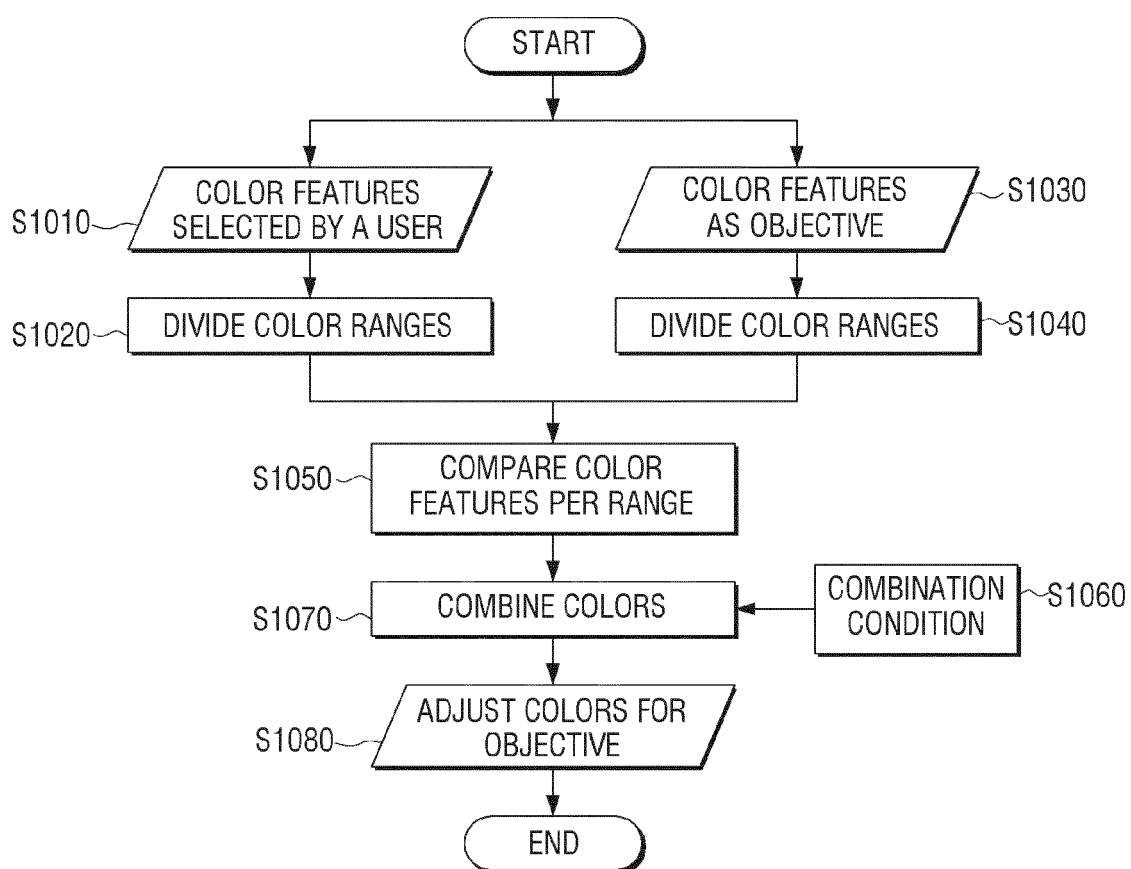 START
COLOR FEATURES
SELECTED BY A USER
S1010
COLOR FEATURES
AS OBJECTIVE
S1030
DIVIDE COLOR RANGES
S1020
DIVIDE COLOR RANGES
S1040
COMPARE COLOR
FEATURES PER RANGE
S1050
COMBINE COLORS
S1070
COMBINATION
CONDITION
S1060
ADJUST COLORS FOR
OBJECTIVE
S1080
END